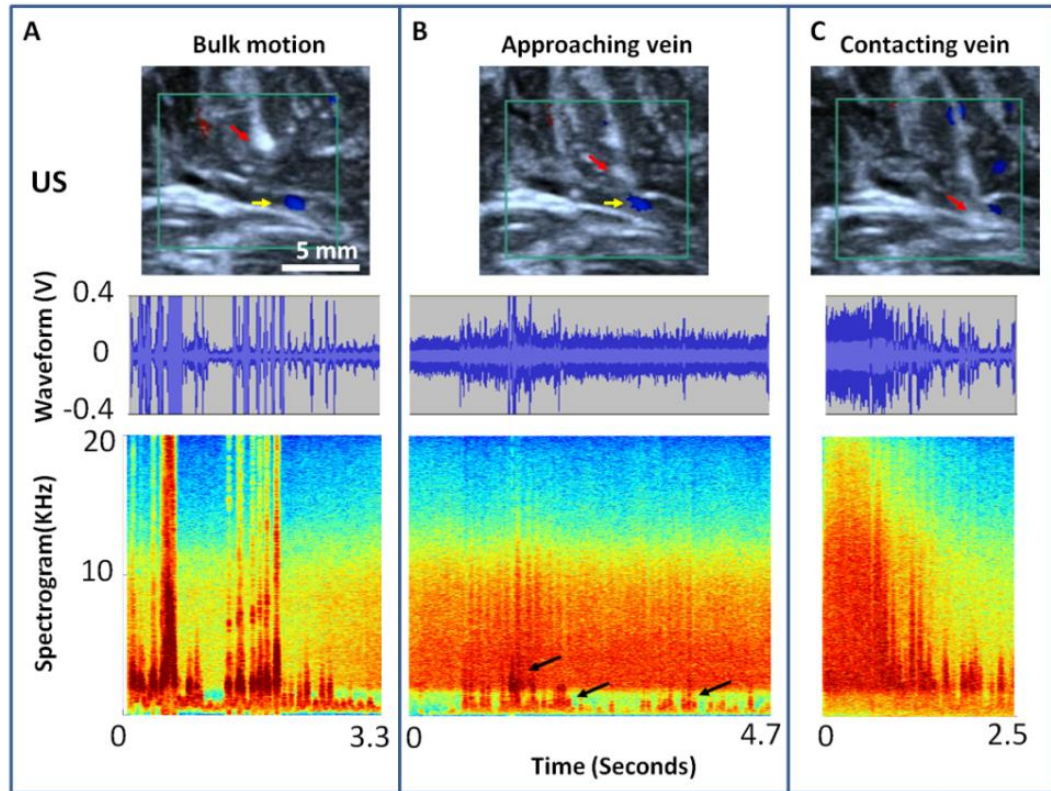 A
Bulk motion
B
Approaching vein
C
Contacting vein
US
5 mm
Waveform (V)
0.4
0
-0.4
Spectrogram(KHz)
20
10
0
3.3
0
4.7
0
2.5
Time (Seconds)